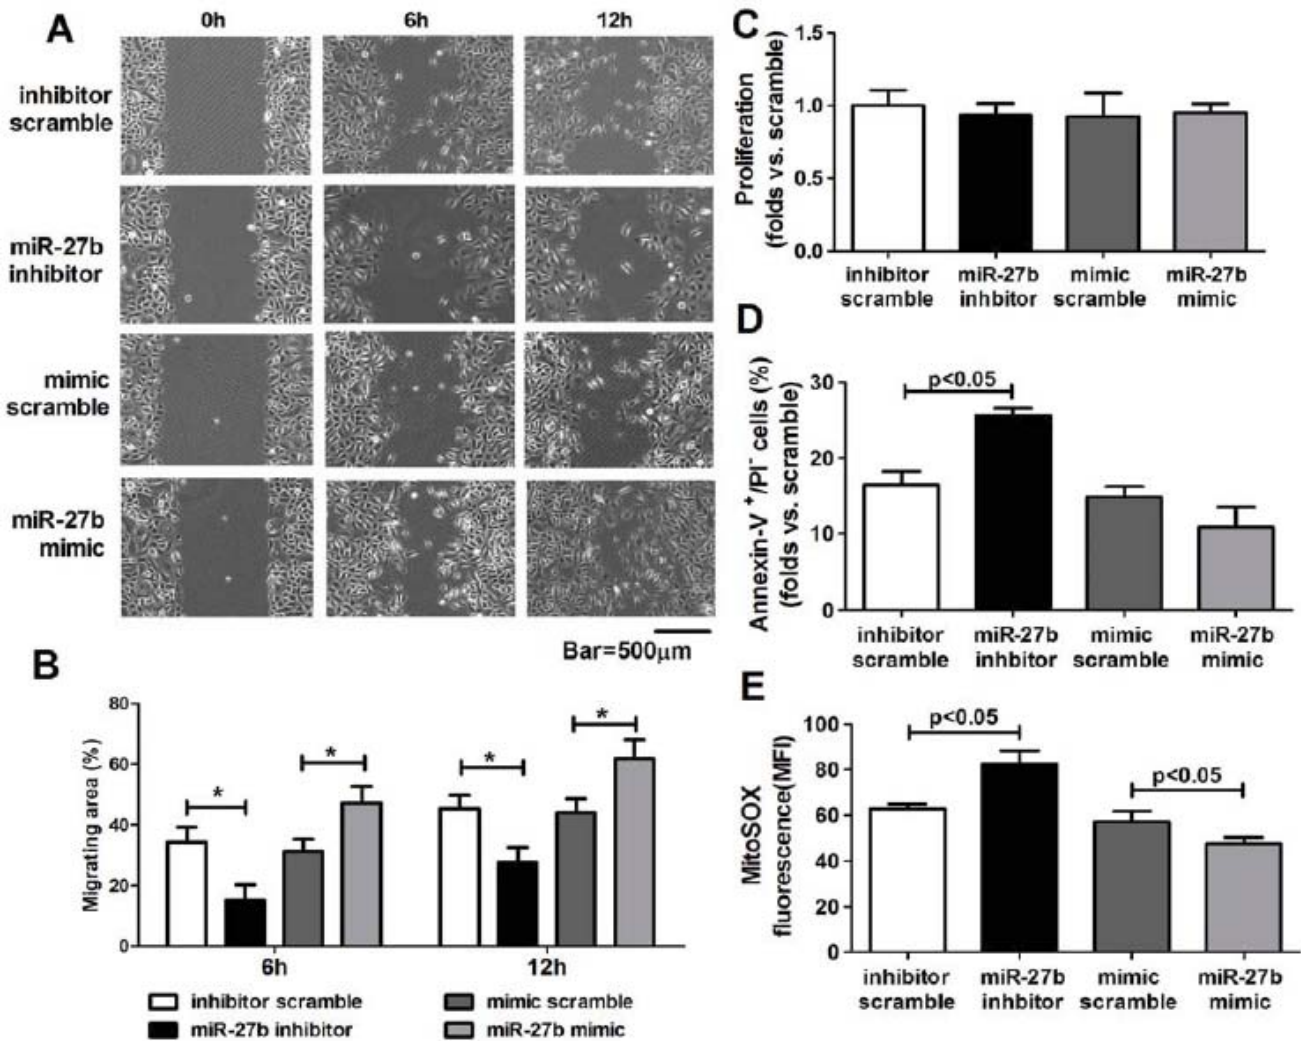 A
0h
6h
12h
inhibitor
scramble
miR-27b
inhibitor
mimic
scramble
miR-27b
mimic
Bar=500μm
B
Migrating area (%)
80
60
40
20
0
*
*
*
*
6h
12h
inhibitor scramble
miR-27b inhibitor
mimic scramble
miR-27b mimic
C
Proliferation
(folds vs. scramble)
1.5
1.0
0.5
0.0
inhibitor
scramble
miR-27b
inhbitor
mimic
scramble
miR-27b
mimic
D
Annexin-V +/PI- cells (%)
(folds vs. scramble)
30
20
10
0
p<0.05
inhibitor
scramble
miR-27b
inhbitor
mimic
scramble
miR-27b
mimic
E
MitoSOX
fluorescence(MFI)
100
80
60
40
20
0
p<0.05
p<0.05
inhibitor
scramble
miR-27b
inhbitor
mimic
scramble
miR-27b
mimic